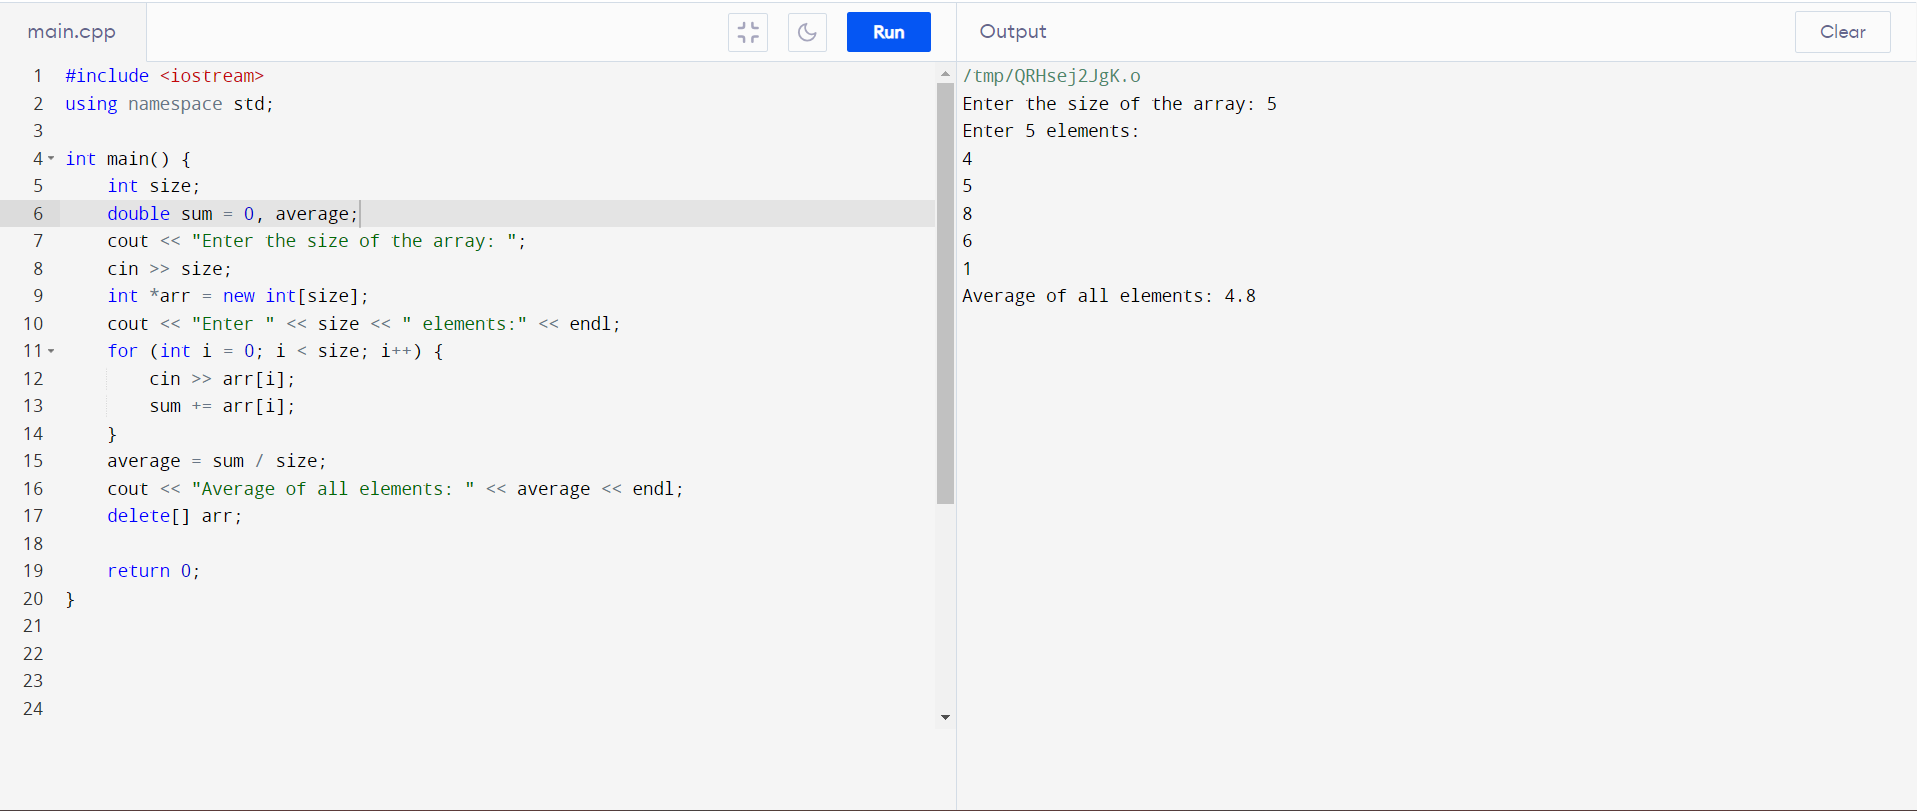 main.cpp
Run
1 #include <iostream>
2 using namespace std;
3
4 int main() {
5     int size;
6     double sum = 0, average;
7     cout << "Enter the size of the array: ";
8     cin >> size;
9     int *arr = new int[size];
10     cout << "Enter " << size << " elements:" << endl;
11     for (int i = 0; i < size; i++) {
12         cin >> arr[i];
13         sum += arr[i];
14     }
15     average = sum / size;
16     cout << "Average of all elements: " << average << endl;
17     delete[] arr;
18
19     return 0;
20 }
21
22
23
24
Output
Clear
/tmp/QRHsej2JgK.o
Enter the size of the array: 5
Enter 5 elements:
4
5
8
6
1
Average of all elements: 4.8